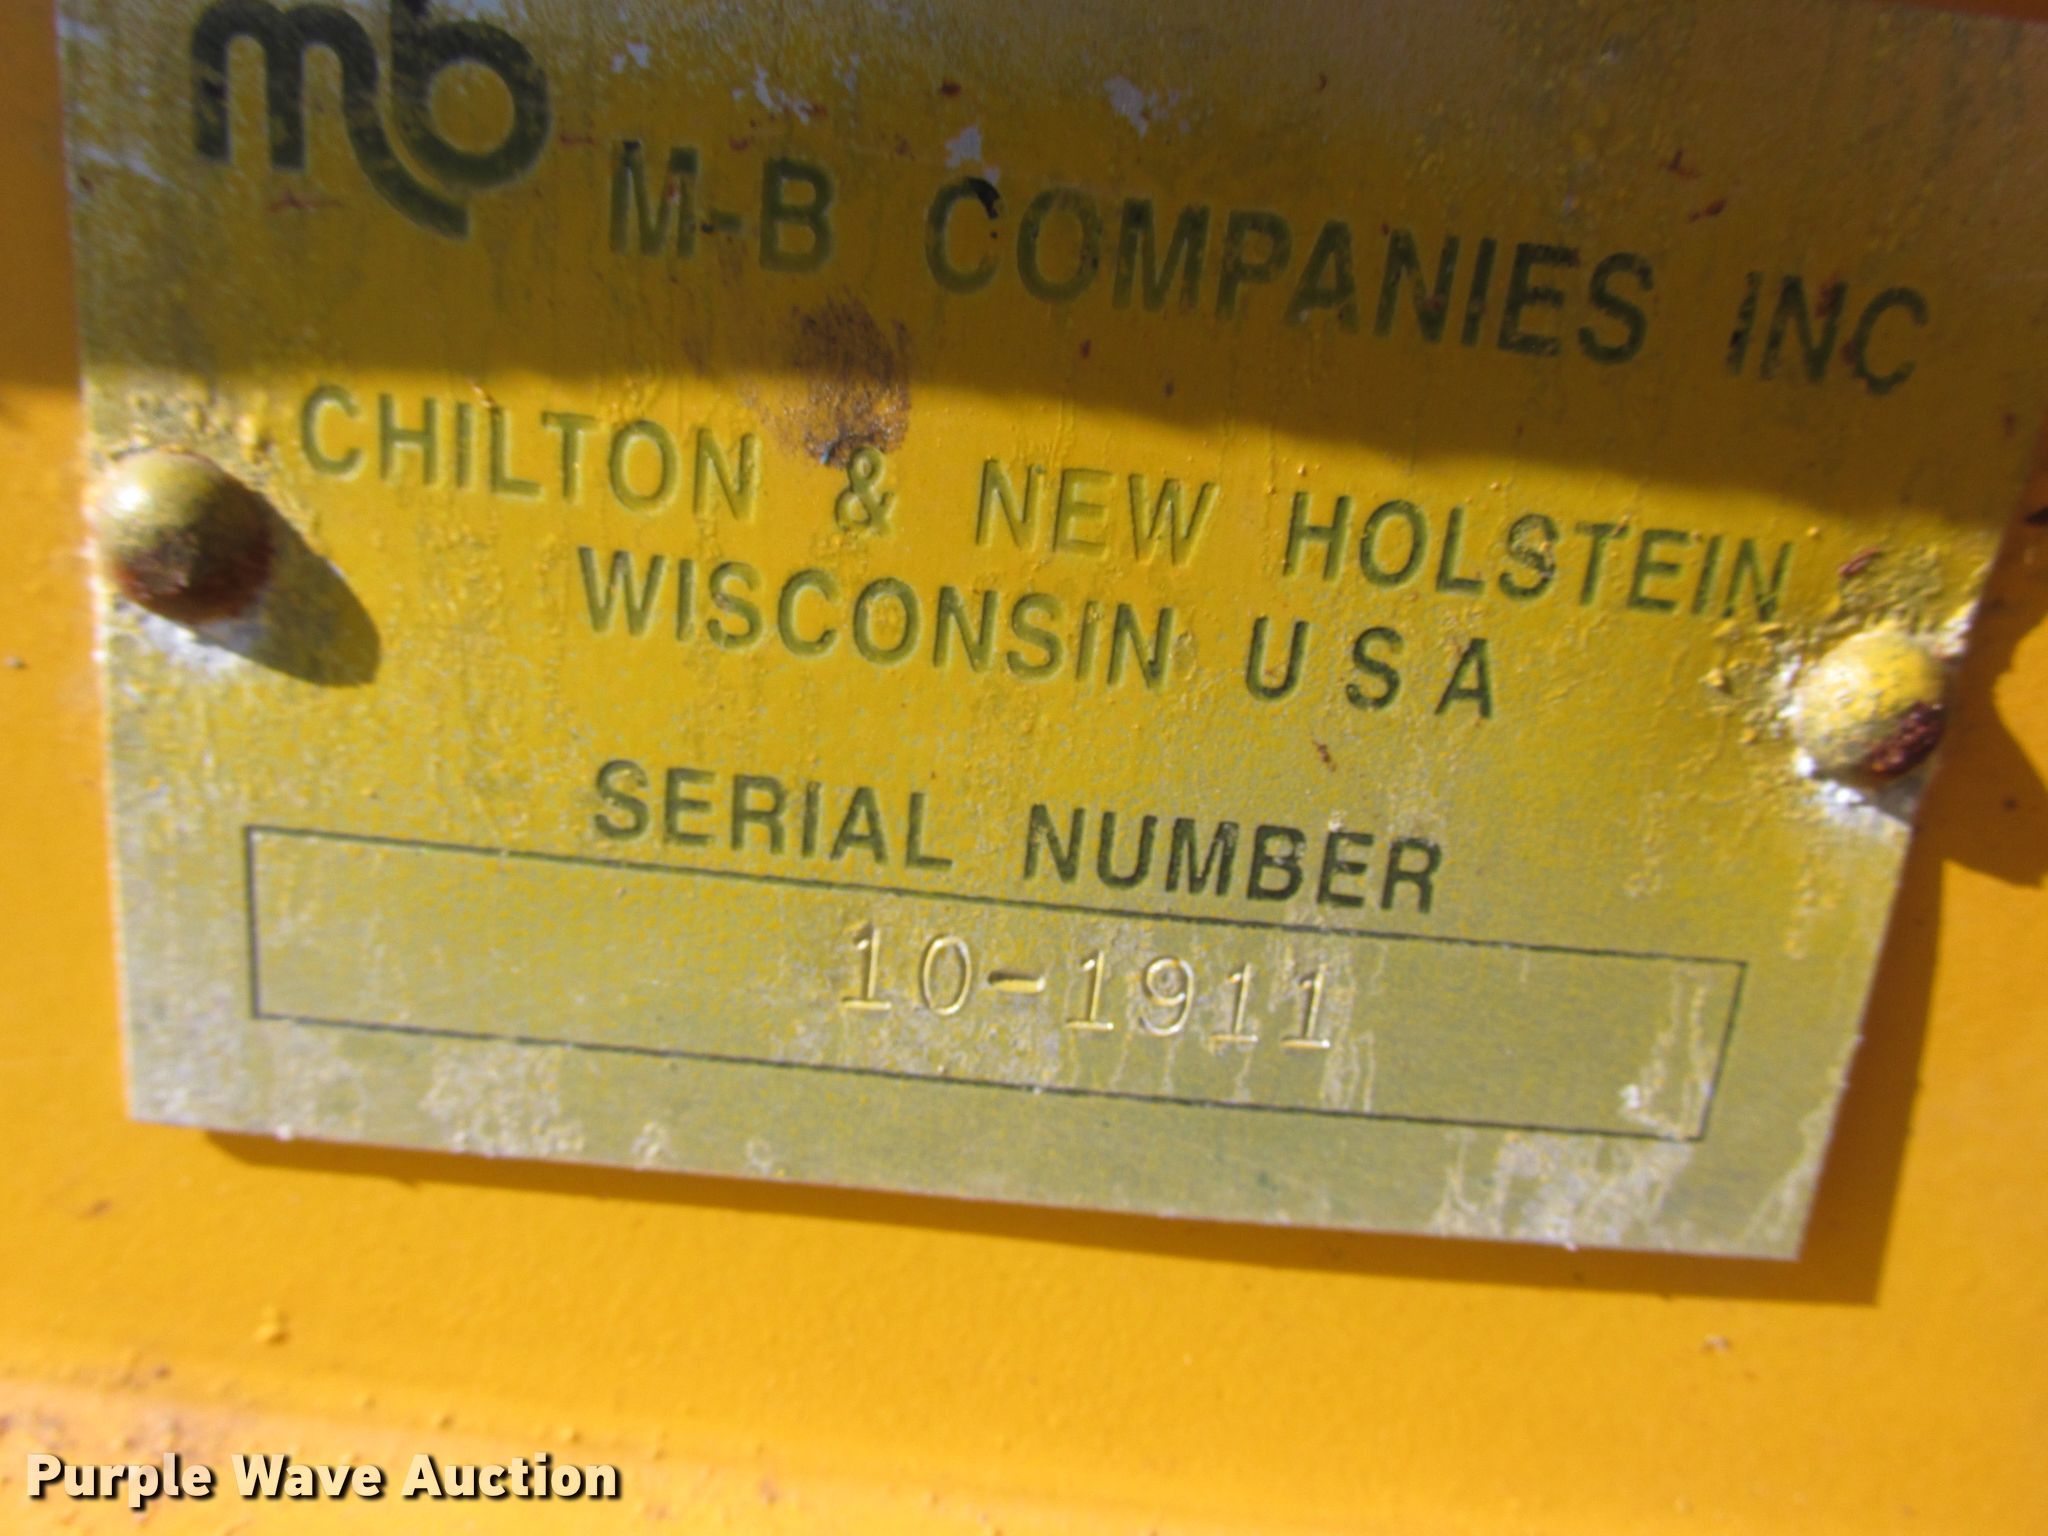 mb
M-B COMPANIES INC
CHILTON & NEW HOLSTEIN
WISCONSIN USA
SERIAL NUMBER
10-1911
Purple Wave Auction